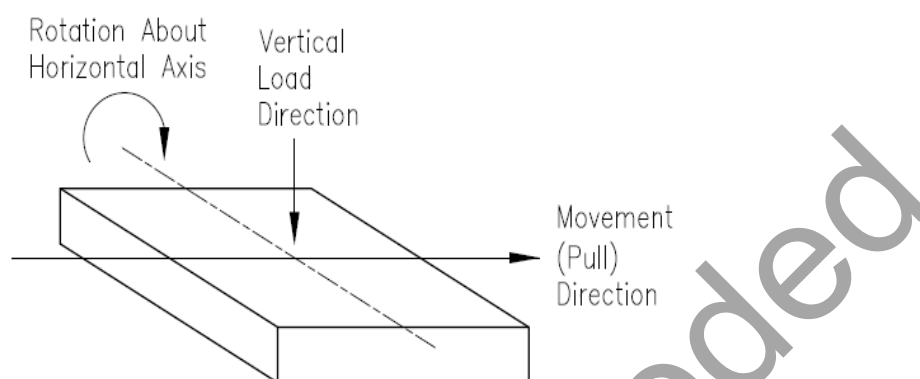 Rotation About
Horizontal Axis
Vertical
Load
Direction
Movement
(Pull)
Direction